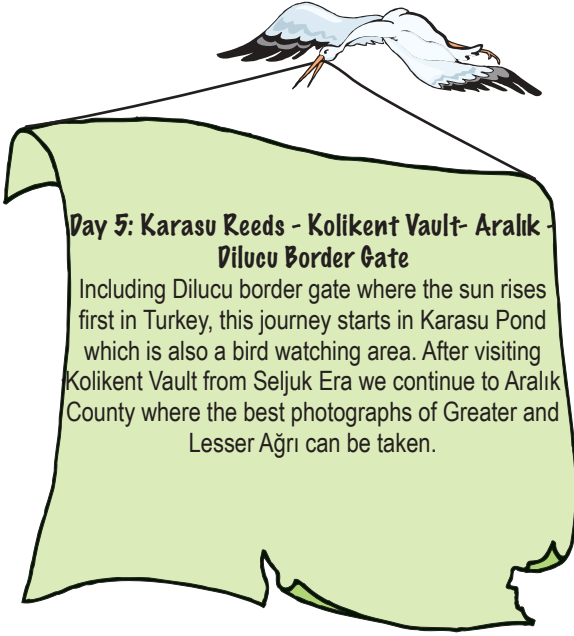 Day 5: Karasu Reeds - Kolikent Vault- Aralık -
Dilucu Border Gate
Including Dilucu border gate where the sun rises
first in Turkey, this journey starts in Karasu Pond
which is also a bird watching area. After visiting
Kolikent Vault from Seljuk Era we continue to Aralık
County where the best photographs of Greater and
Lesser Ağrı can be taken.